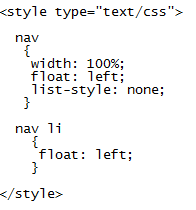 <style type="text/css">
nav
{
width: 100%;
float: left;
list-style: none;
}
nav li
{
float: left;
}
</style>